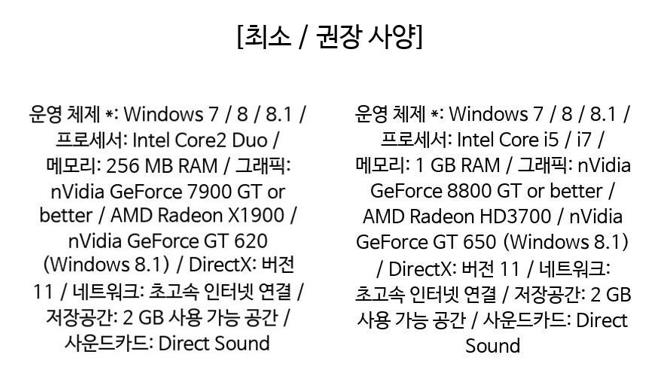 [최소 / 권장 사양]
운영 체제 *: Windows 7 / 8 / 8.1 /
프로세서: Intel Core2 Duo /
메모리: 256 MB RAM / 그래픽:
nVidia GeForce 7900 GT or
better / AMD Radeon X1900 /
nVidia GeForce GT 620
(Windows 8.1) / DirectX: 버전
11 / 네트워크: 초고속 인터넷 연결 /
저장공간: 2 GB 사용 가능 공간 /
사운드카드: Direct Sound
운영 체제 *: Windows 7 / 8 / 8.1 /
프로세서: Intel Core i5 / i7 /
메모리: 1 GB RAM / 그래픽: nVidia
GeForce 8800 GT or better /
AMD Radeon HD3700 / nVidia
GeForce GT 650 (Windows 8.1)
/ DirectX: 버전 11 / 네트워크:
초고속 인터넷 연결 / 저장공간: 2 GB
사용 가능 공간 / 사운드카드: Direct
Sound